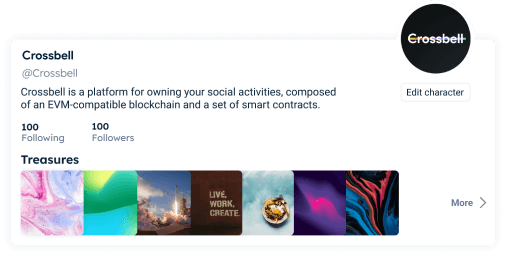 Crossbell
Crossbell
@Crossbell
Crossbell is a platform for owning your social activities, composed
of an EVM-compatible blockchain and a set of smart contracts.
Edit character
100
Following
100
Followers
Treasures
LIVE,
WORK,
CREATE.
More